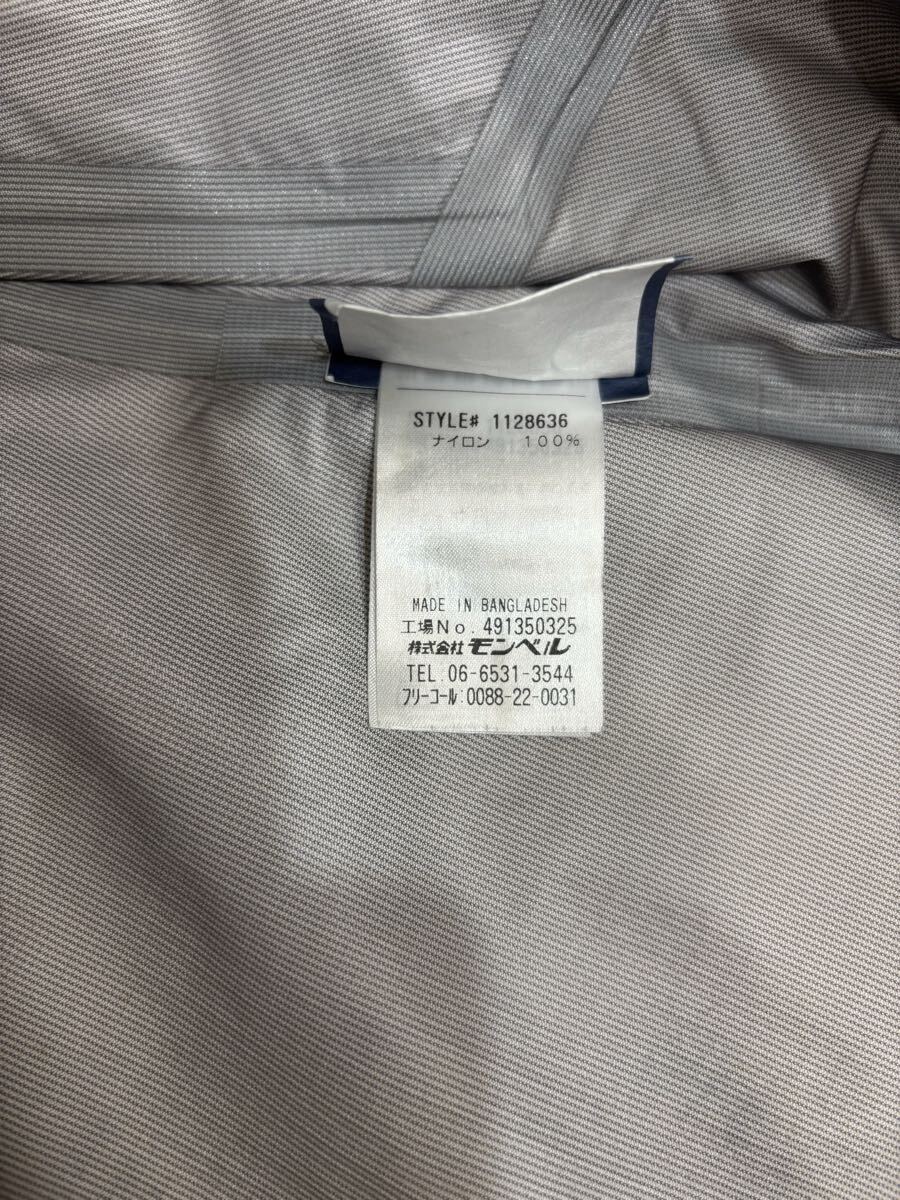 STYLE# 1128636
ナイロン 100%
MADE IN BANGLADESH
工場No. 491350325
株式会社 モンベル
TEL.06-6531-3544
フリーコール:0088-22-0031